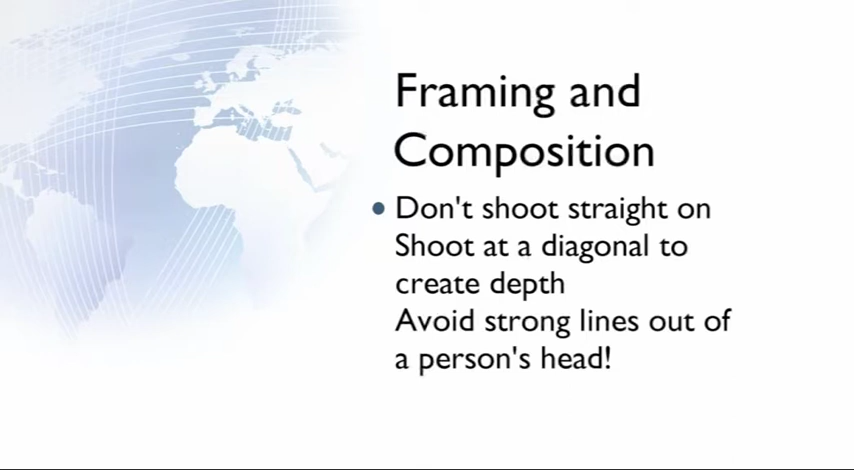 Framing and
Composition
• Don't shoot straight on
Shoot at a diagonal to
create depth
Avoid strong lines out of
a person's head!